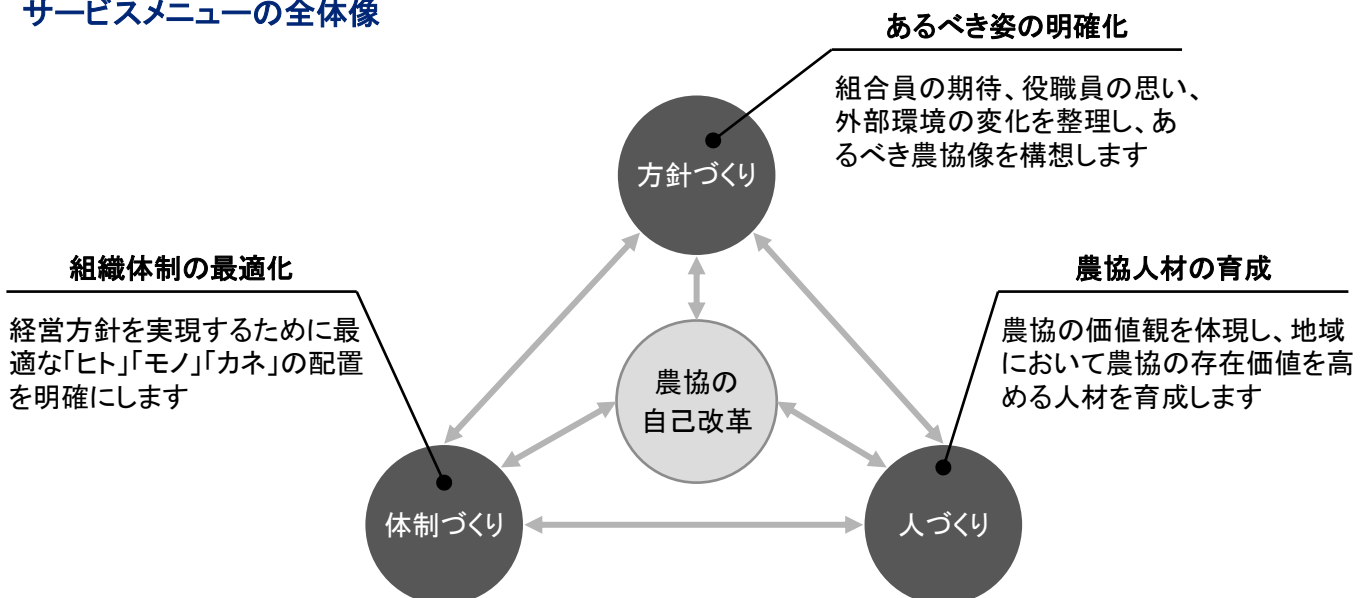 サービスメニューの全体像
あるべき姿の明確化
組合員の期待、役職員の思い、
外部環境の変化を整理し、あ
るべき農協像を構想します
方針づくり
組織体制の最適化
経営方針を実現するために最
適な「ヒト」「モノ」「カネ」の配置
を明確にします
農協人材の育成
農協の価値観を体現し、地域
において農協の存在価値を高
める人材を育成します
農協の
自己改革
体制づくり
人づくり